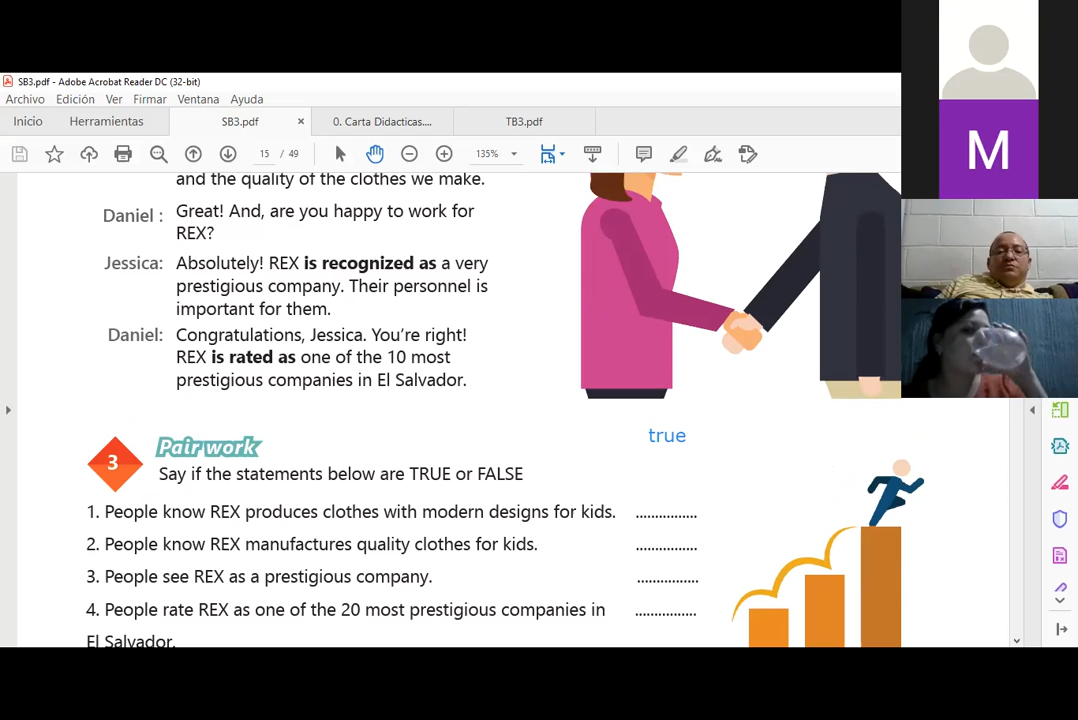 SB3.pdf - Adobe Acrobat Reader DC (32-bit)
Archivo Edición Ver Firmar Ventana Ayuda
Inicio Herramientas SB3.pdf × 0. Carta Didacticas.... TB3.pdf
15 / 49 135%
M
and the quality of the clothes we make.
Daniel : Great! And, are you happy to work for
REX?
Jessica: Absolutely! REX is recognized as a very
prestigious company. Their personnel is
important for them.
Daniel: Congratulations, Jessica. You're right!
REX is rated as one of the 10 most
prestigious companies in El Salvador.
true
3 Pair work
Say if the statements below are TRUE or FALSE
1. People know REX produces clothes with modern designs for kids. ...............
2. People know REX manufactures quality clothes for kids. ...............
3. People see REX as a prestigious company. ...............
4. People rate REX as one of the 20 most prestigious companies in ...............
El Salvador.